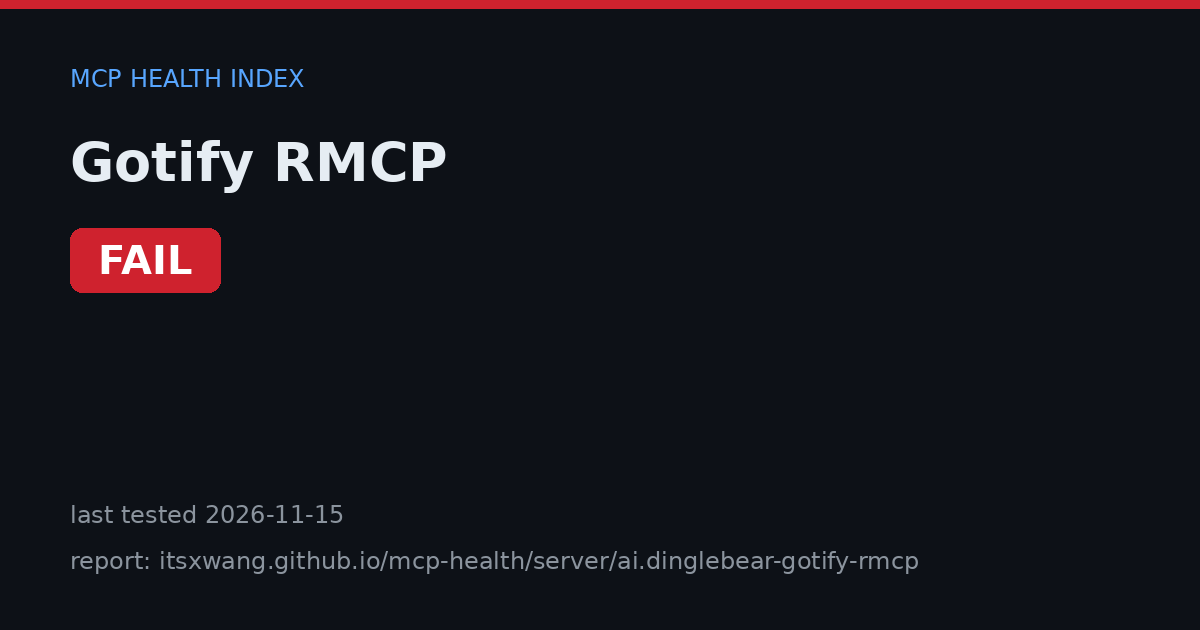 MCP HEALTH INDEX
Gotify RMCP
FAIL
last tested 2026-11-15
report: itsxwang.github.io/mcp-health/server/ai.dinglebear-gotify-rmcp